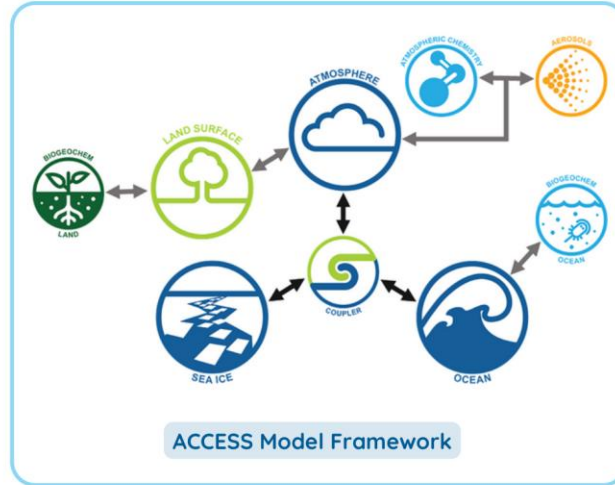 ATMOSPHERIC CHEMISTRY
AEROSOLS
ATMOSPHERE
LAND SURFACE
BIOGEOCHEM
LAND
BIOGEOCHEM
OCEAN
COUPLER
SEA ICE
OCEAN
ACCESS Model Framework